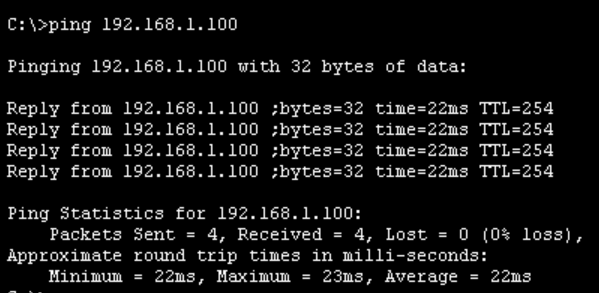 C:\>ping 192.168.1.100
Pinging 192.168.1.100 with 32 bytes of data:
Reply from 192.168.1.100 ;bytes=32 time=22ms TTL=254
Reply from 192.168.1.100 ;bytes=32 time=22ms TTL=254
Reply from 192.168.1.100 ;bytes=32 time=22ms TTL=254
Reply from 192.168.1.100 ;bytes=32 time=22ms TTL=254
Ping Statistics for 192.168.1.100:
Packets Sent = 4, Received = 4, Lost = 0 (0% loss),
Approximate round trip times in milli-seconds:
Minimum = 22ms, Maximum = 23ms, Average = 22ms